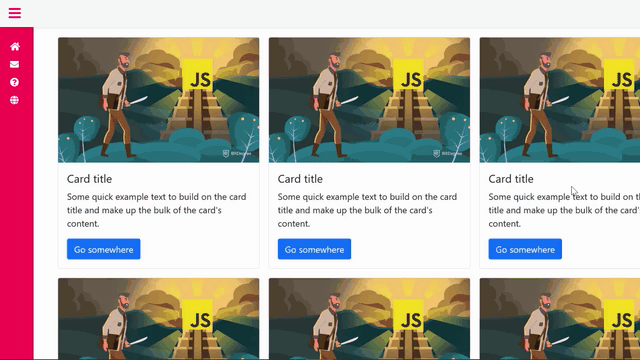 JS
JS
JS
BitDegree
BitDegree
Card title
Card title
Card title
Some quick example text to build on the card
title and make up the bulk of the card's
content.
Some quick example text to build on the card
title and make up the bulk of the card's
content.
Some quick example text to build on th
title and make up the bulk of the card's
content.
Go somewhere
Go somewhere
Go somewhere
JS
JS
JS